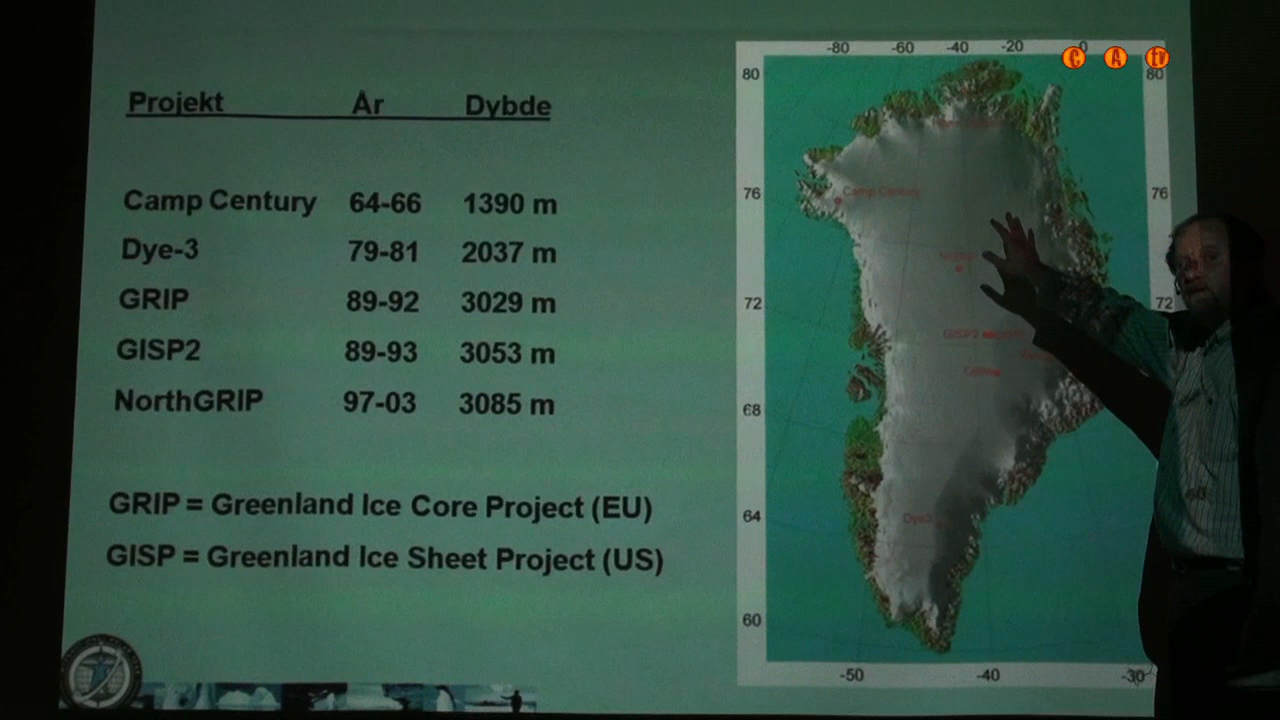 Projekt År Dybde
Camp Century 64-66 1390 m
Dye-3 79-81 2037 m
GRIP 89-92 3029 m
GISP2 89-93 3053 m
NorthGRIP 97-03 3085 m
GRIP = Greenland Ice Core Project (EU)
GISP = Greenland Ice Sheet Project (US)
-80 -60 -40 -20 0
C A tv
80 80
Camp Century
76 76
72 72
GISP2
68
64
Dye3
60 60
-50 -40 -30